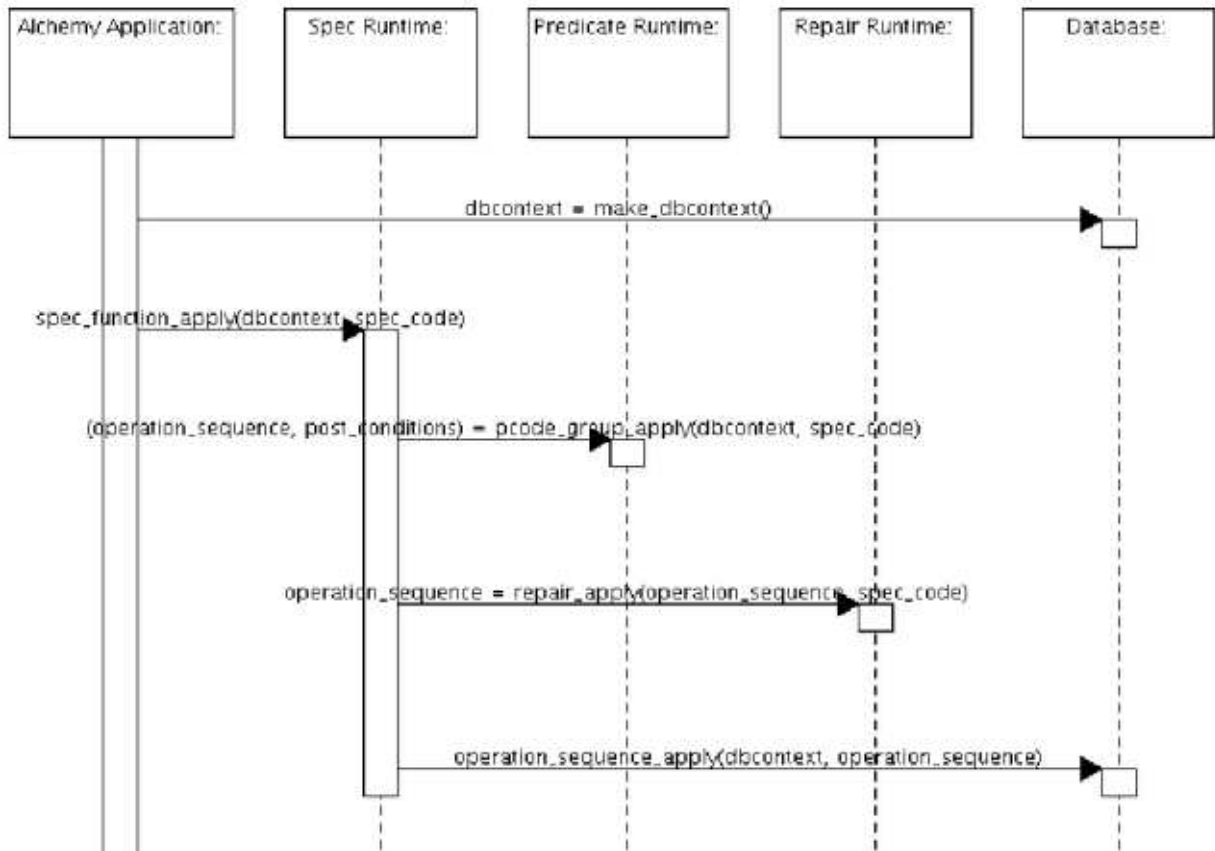 Alchemy Application:
Spec Runtime:
Predicate Runtime:
Repair Runtime:
Database:
dbcontext = make_dbcontext()
spec_function_apply(dbcontext, spec_code)
(operation_sequence, post_conditions) = pcode_group_apply(dbcontext, spec_code)
operation_sequence = repair_apply(operation_sequence, spec_code)
operation_sequence_apply(dbcontext, operation_sequence)